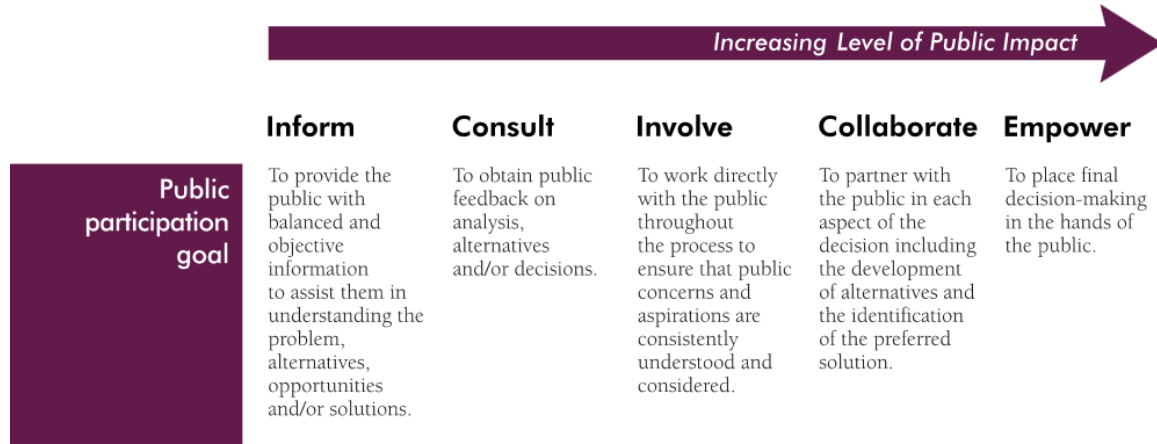 Increasing Level of Public Impact
Inform
Consult
Involve
Collaborate
Empower
Public
participation
goal
To provide the
public with
balanced and
objective
information
to assist them in
understanding the
problem,
alternatives,
opportunities
and/or solutions.
To obtain public
feedback on
analysis,
alternatives
and/or decisions.
To work directly
with the public
throughout
the process to
ensure that public
concerns and
aspirations are
consistently
understood and
considered.
To partner with
the public in each
aspect of the
decision including
the development
of alternatives and
the identification
of the preferred
solution.
To place final
decision-making
in the hands of
the public.